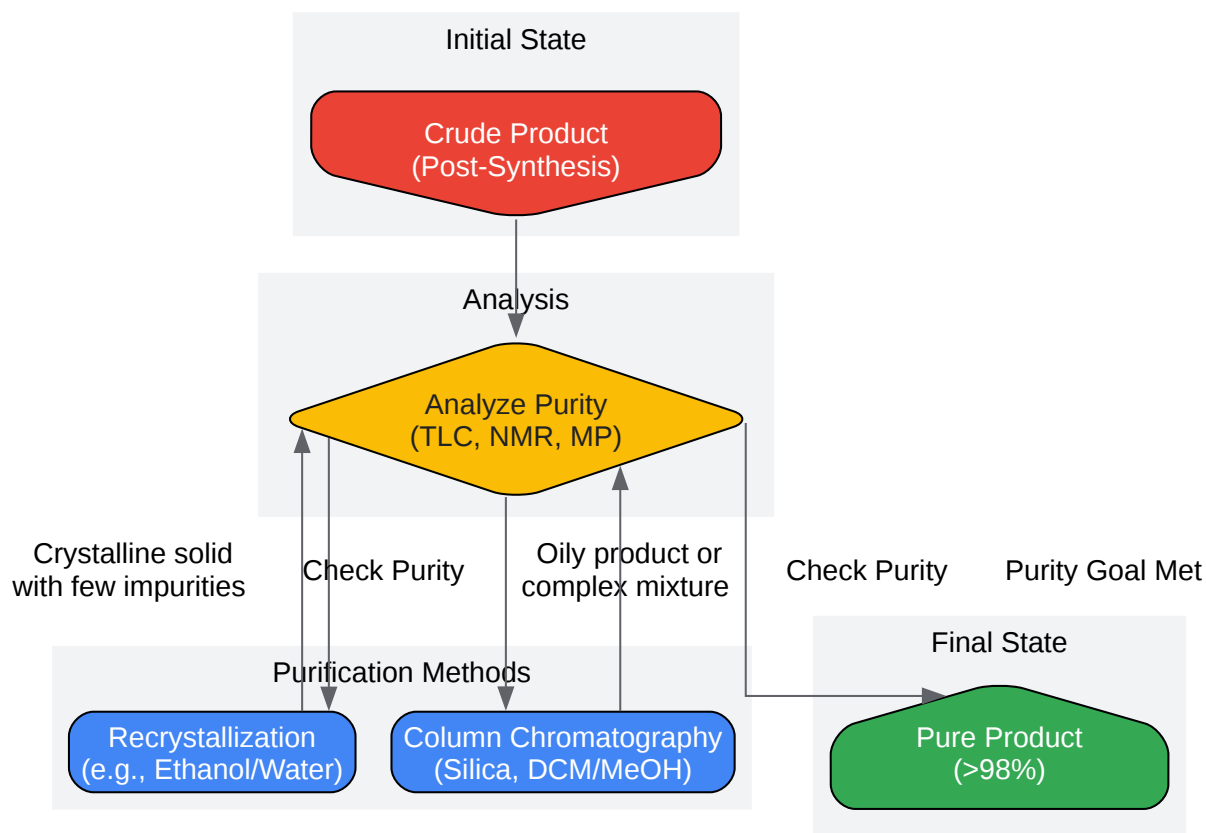 Initial State
Crude Product
(Post-Synthesis)
Analysis
Analyze Purity
(TLC, NMR, MP)
Crystalline solid
with few impurities
Check Purity
Oily product or
complex mixture
Check Purity
Purity Goal Met
Purification Methods
Recrystallization
(e.g., Ethanol/Water)
Column Chromatography
(Silica, DCM/MeOH)
Final State
Pure Product
(>98%)